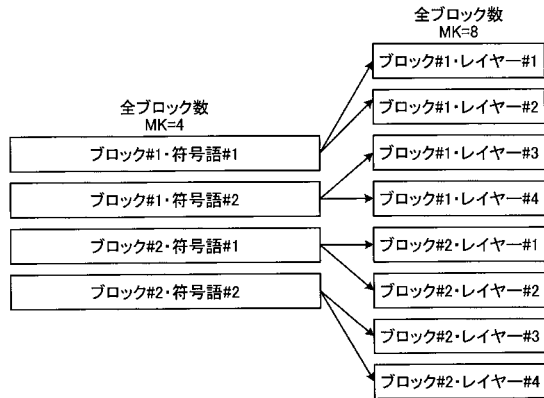 全ブロック数
MK=8
ブロック#1・レイヤー#1
ブロック#1・レイヤー#2
ブロック#1・レイヤー#3
ブロック#1・レイヤー#4
ブロック#2・レイヤー#1
ブロック#2・レイヤー#2
ブロック#2・レイヤー#3
ブロック#2・レイヤー#4
全ブロック数
MK=4
ブロック#1・符号語#1
ブロック#1・符号語#2
ブロック#2・符号語#1
ブロック#2・符号語#2